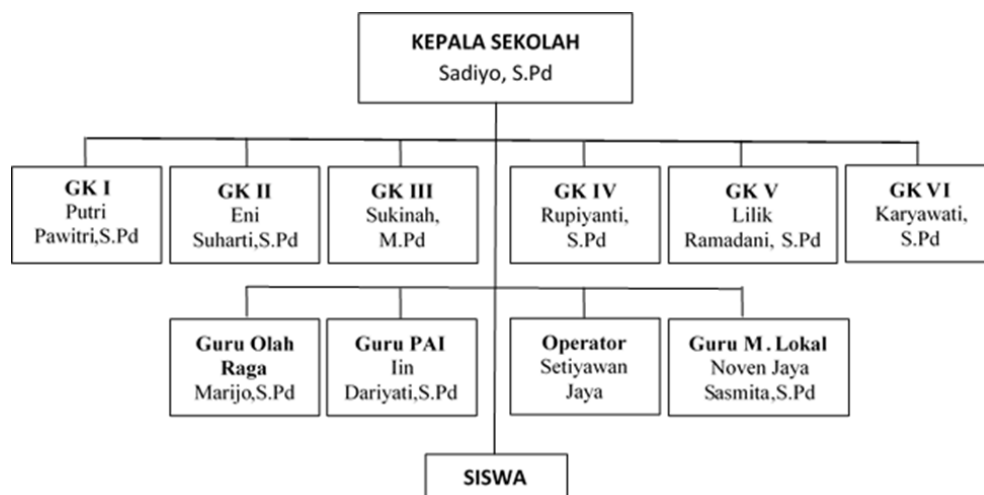 KEPALA SEKOLAH
Sadiyo, S.Pd
GK I
Putri
Pawitri,S.Pd
GK II
Eni
Suharti,S.Pd
GK III
Sukinah,
M.Pd
GK IV
Rupiyanti,
S.Pd
GK V
Lilik
Ramadani, S.Pd
GK VI
Karyawati,
S.Pd
Guru Olah
Raga
Marijo,S.Pd
Guru PAI
Iin
Dariyati,S.Pd
Operator
Setiyawan
Jaya
Guru M. Lokal
Noven Jaya
Sasmita,S.Pd
SISWA